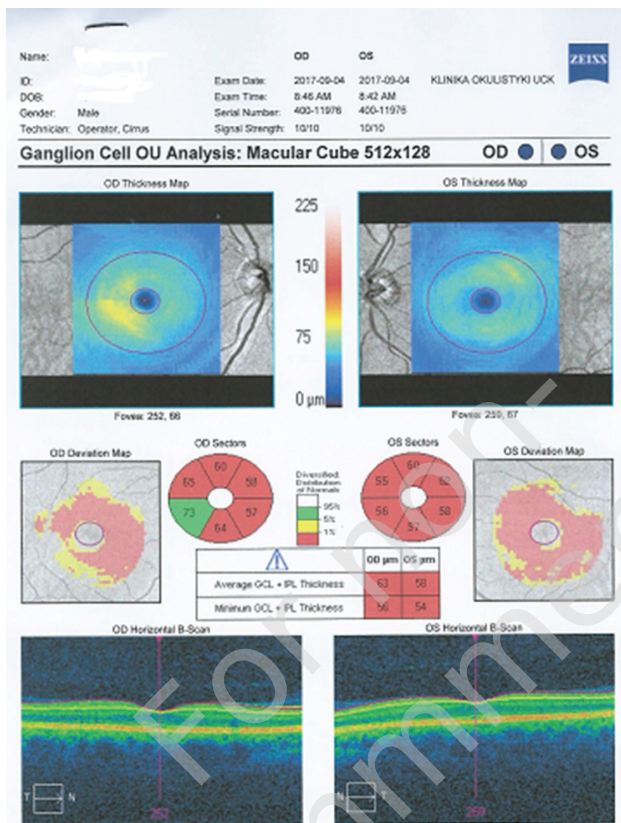 Name:
OD OS
ZEISS
ID: Exam Date: 2017-09-04 2017-09-04 KLINIKA OKULISTYKI UCK
DOB: Exam Time: 8:46 AM 8:42 AM
Gender: Male Serial Number: 400-11976 400-11976
Technician: Operator, Cirrus Signal Strength: 10/10 10/10
Ganglion Cell OU Analysis: Macular Cube 512x128 OD OS
OD Thickness Map
OS Thickness Map
225
150
75
0 µm
Fovea: 252, 66
Fovea: 259, 67
OD Deviation Map
OD Sectors
OS Sectors
OS Deviation Map
60
65 58
73 57
64
Diversified:
Distribution
of Normals
95%
5%
1%
60
55
56 58
57
OD µm OS µm
Average GCL + IPL Thickness 63 58
Minimum GCL + IPL Thickness 56 54
OD Horizontal B-Scan
OS Horizontal B-Scan
T N
252
N T
259
For non-